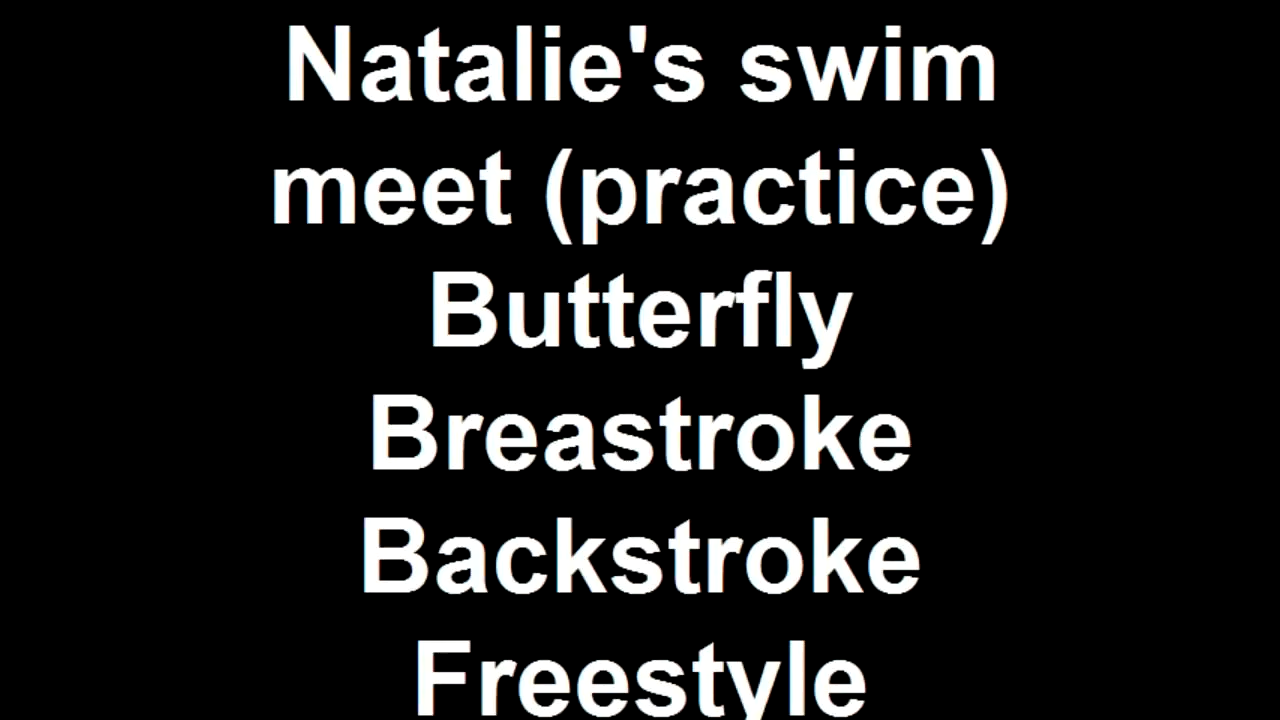 Natalie's swim
meet (practice)
Butterfly
Breastroke
Backstroke
Freestyle